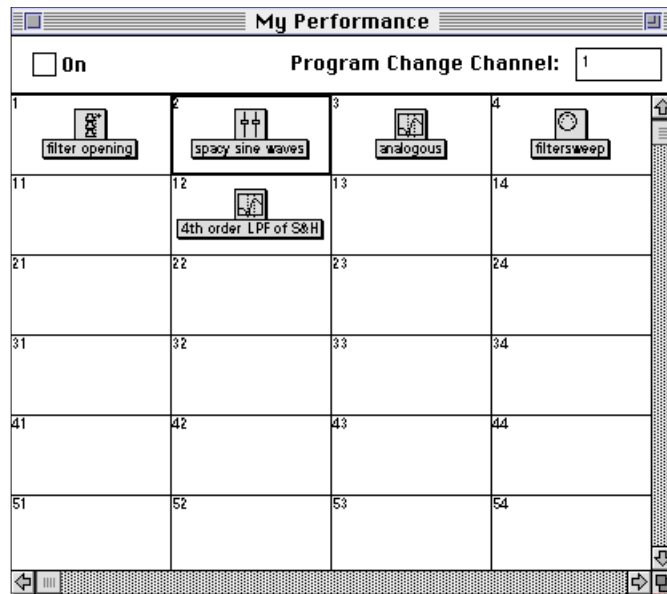 My Performance
On Program Change Channel: 1
1 2 3 4
filter opening spacy sine waves analogous filtersweep
11 12 13 14
4th order LPF of S&H
21 22 23 24
31 32 33 34
41 42 43 44
51 52 53 54